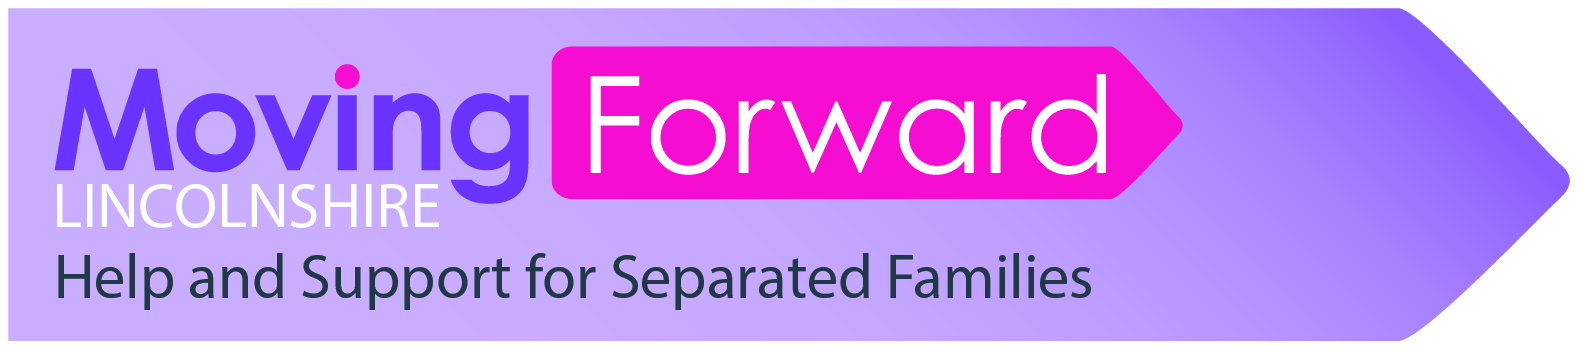 Moving Forward
LINCOLNSHIRE
Help and Support for Separated Families